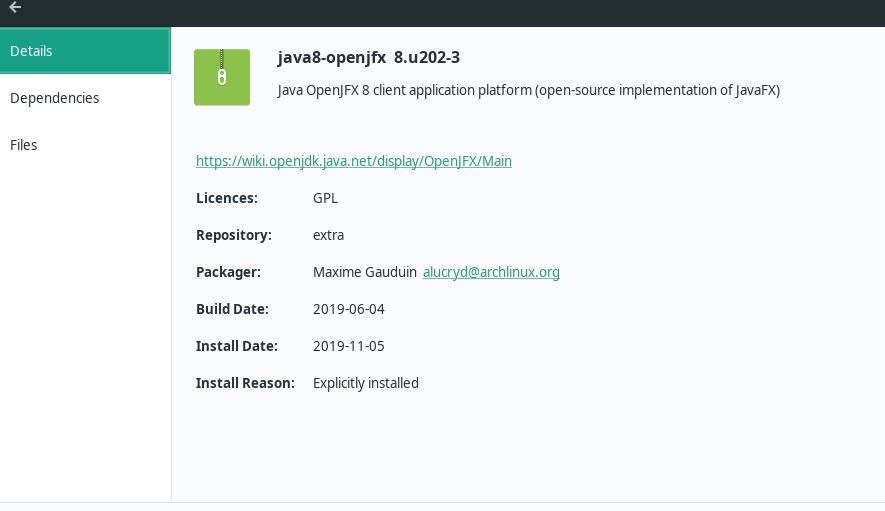 Details
Dependencies
Files
java8-openjfx 8.u202-3
Java OpenJFX 8 client application platform (open-source implementation of JavaFX)
https://wiki.openjdk.java.net/display/OpenJFX/Main
Licences: GPL
Repository: extra
Packager: Maxime Gauduin alucryd@archlinux.org
Build Date: 2019-06-04
Install Date: 2019-11-05
Install Reason: Explicitly installed